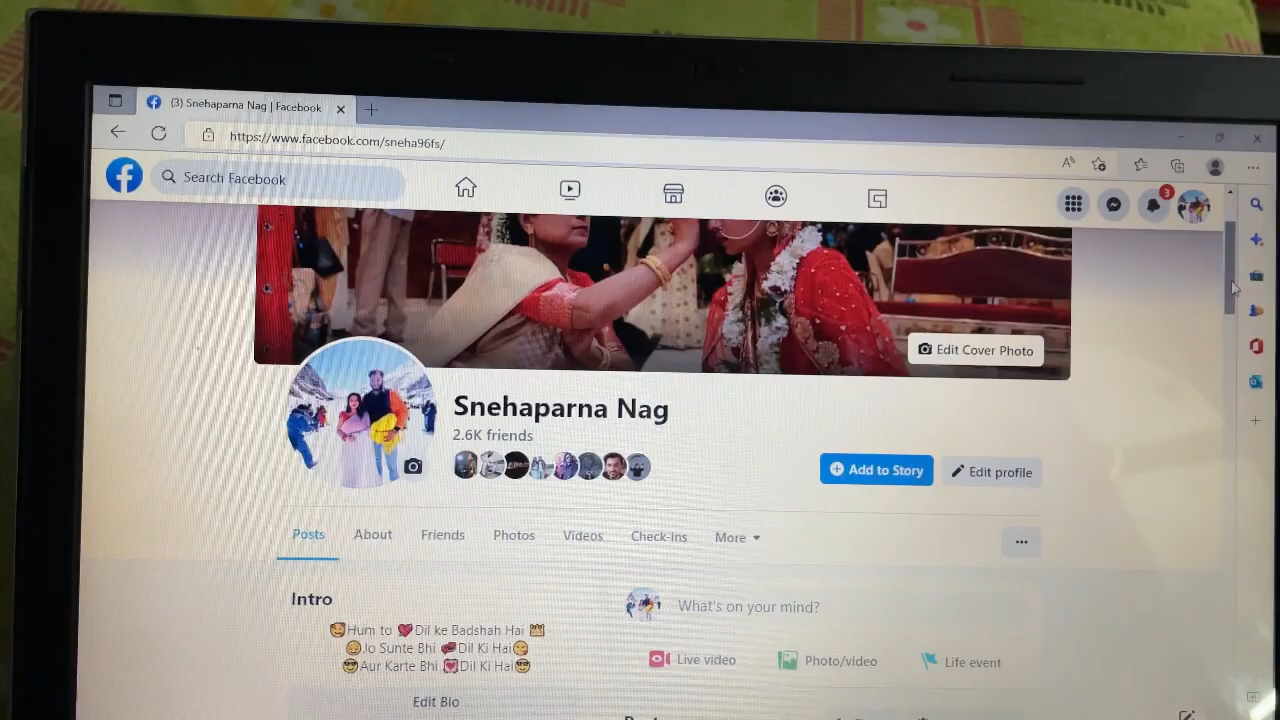 (3) Snehaparna Nag | Facebook
https://www.facebook.com/sneha96fs/
Search Facebook
3
Edit Cover Photo
Snehaparna Nag
2.6K friends
Add to Story
Edit profile
Posts About Friends Photos Videos Check-ins More
Intro
What's on your mind?
🥰Hum to 💖Dil ke Badshah Hai 👑
😊Jo Sunte Bhi 💋Dil Ki Hai😋
😎Aur Karte Bhi 💟Dil Ki Hai😎
Live video Photo/video Life event
Edit Bio